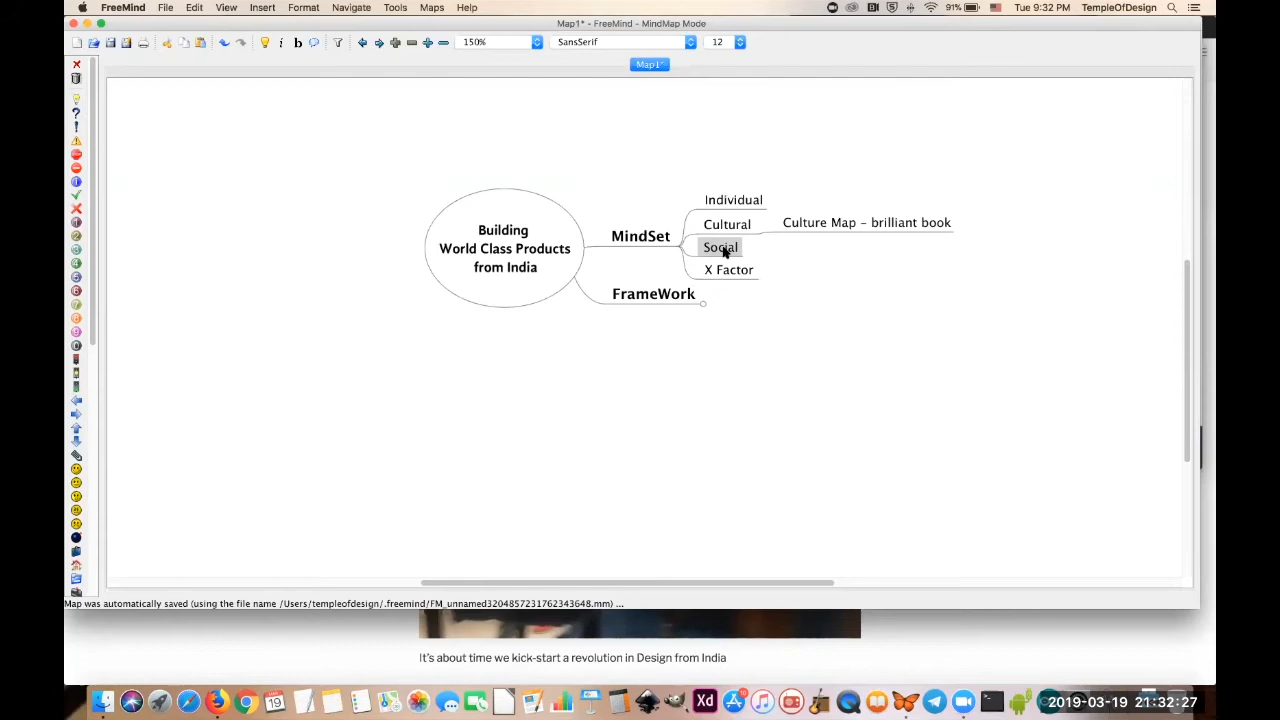 FreeMind File Edit View Insert Format Navigate Tools Maps Help 91% Tue 9:32 PM TempleOfDesign
Map1* - FreeMind - MindMap Mode
150% SansSerif 12
Map1*
Individual
Cultural
Culture Map - brilliant book
Building
World Class Products
from India
MindSet
Social
X Factor
FrameWork
Map was automatically saved (using the file name /Users/templeofdesign/.freemind/FM_unnamed3204857231762343648.mm) ...
It's about time we kick-start a revolution in Design from India
19
Xd
2019-03-19 21:32:27